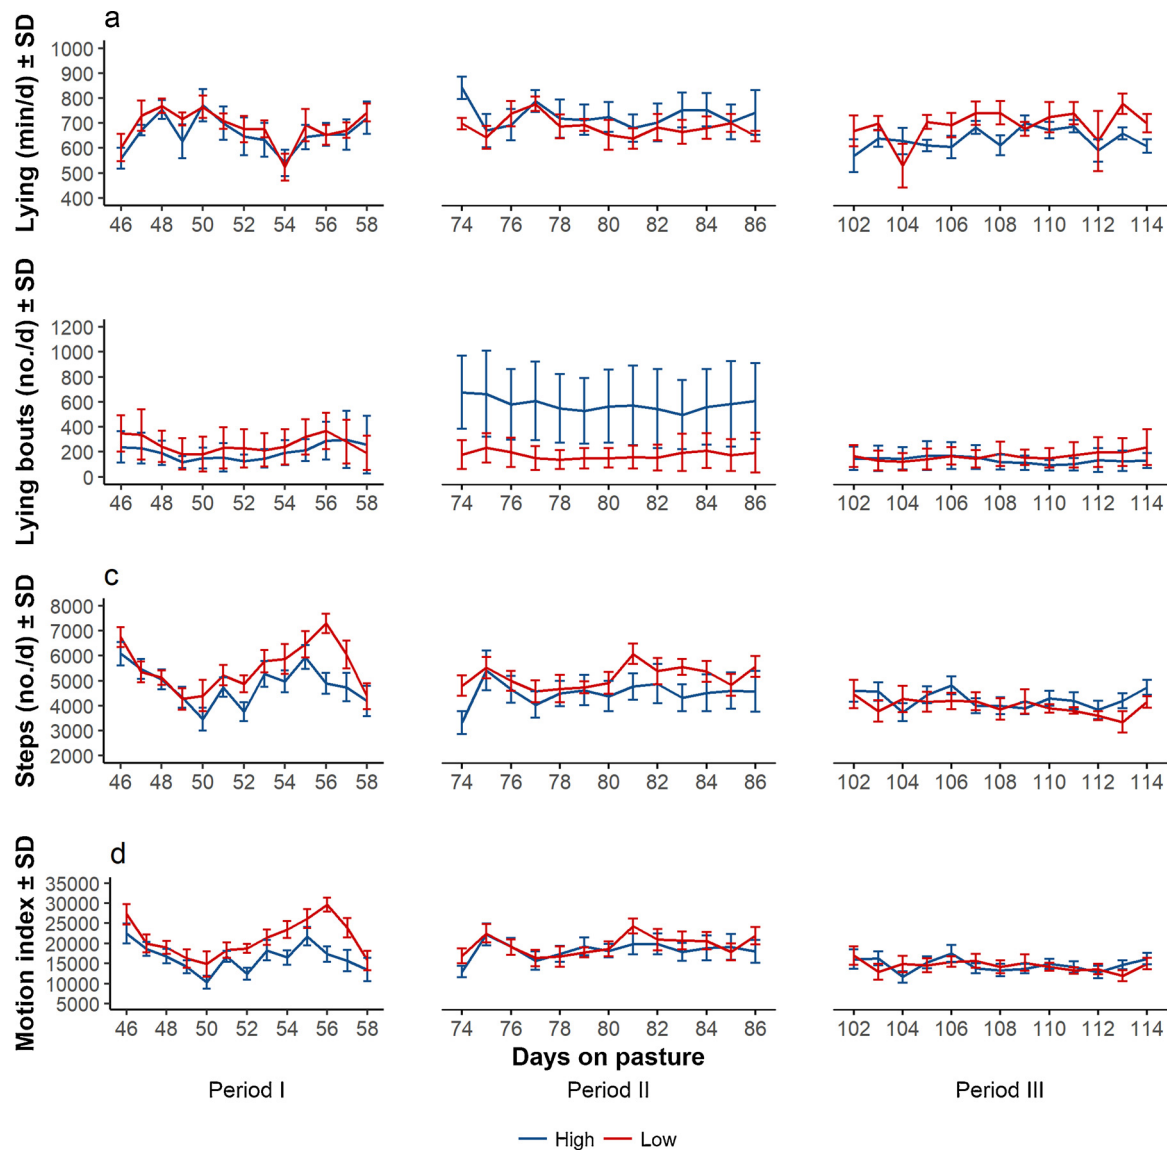 a
Lying (min/d) ± SD
1000
900
800
700
600
500
400
46 48 50 52 54 56 58
74 76 78 80 82 84 86
102 104 106 108 110 112 114
Lying bouts (no./d) ± SD
1200
1000
800
600
400
200
0
46 48 50 52 54 56 58
74 76 78 80 82 84 86
102 104 106 108 110 112 114
c
Steps (no./d) ± SD
8000
7000
6000
5000
4000
3000
2000
46 48 50 52 54 56 58
74 76 78 80 82 84 86
102 104 106 108 110 112 114
d
Motion index ± SD
35000
30000
25000
20000
15000
10000
5000
46 48 50 52 54 56 58
74 76 78 80 82 84 86
102 104 106 108 110 112 114
Days on pasture
Period I Period II Period III
High Low